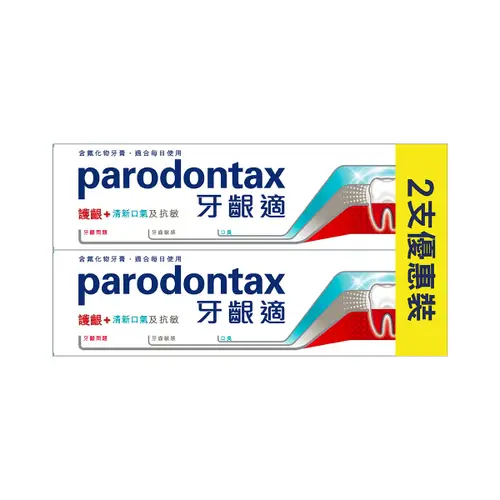 含氟化物牙膏，適合每日使用
parodontax
護齦+清新口氣及抗敏
牙齦適
牙齦問題
牙齒敏感
口臭
含氟化物牙膏，適合每日使用
parodontax
護齦+清新口氣及抗敏
牙齦適
牙齦問題
牙齒敏感
口臭
2支優惠裝